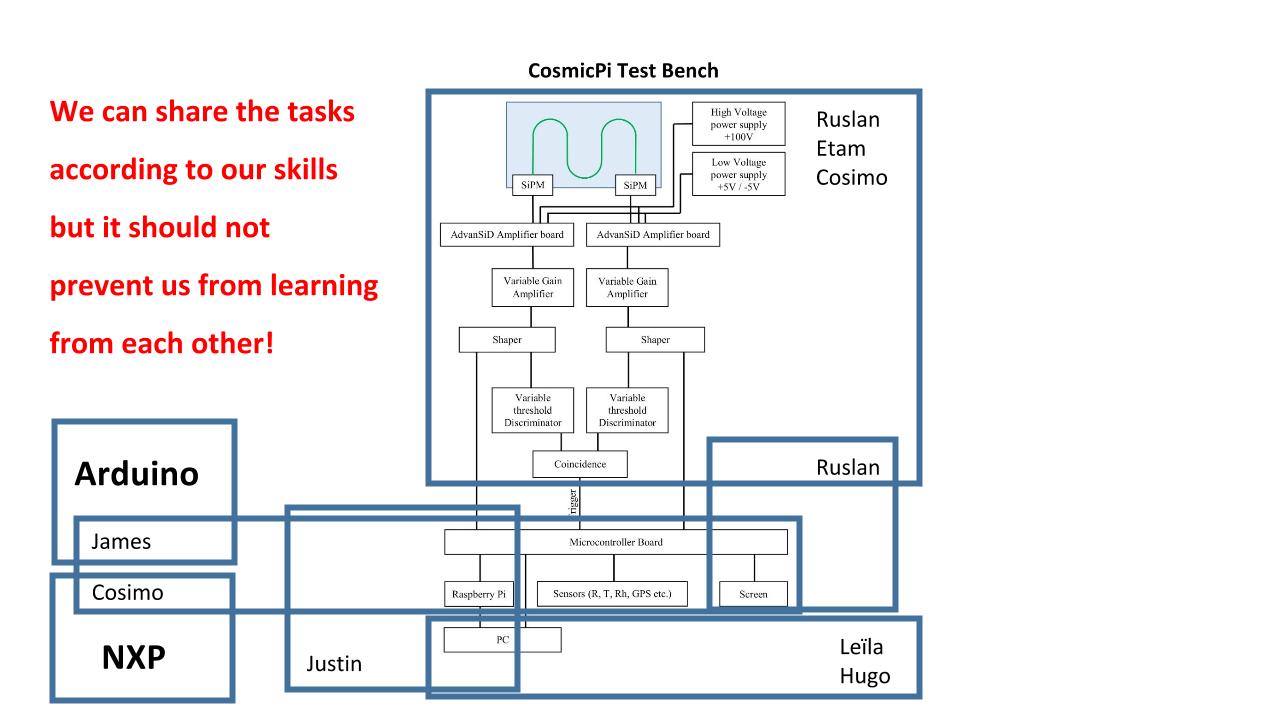 CosmicPi Test Bench
We can share the tasks
according to our skills
but it should not
prevent us from learning
from each other!
High Voltage
power supply
+100V
Low Voltage
power supply
+5V / -5V
Ruslan
Etam
Cosimo
SiPM
SiPM
AdvanSiD Amplifier board
AdvanSiD Amplifier board
Variable Gain
Amplifier
Variable Gain
Amplifier
Shaper
Shaper
Variable
threshold
Discriminator
Variable
threshold
Discriminator
Coincidence
Ruslan
Arduino
Trigger
James
Microcontroller Board
Cosimo
Raspberry Pi
Sensors (R, T, Rh, GPS etc.)
Screen
NXP
PC
Justin
Leïla
Hugo